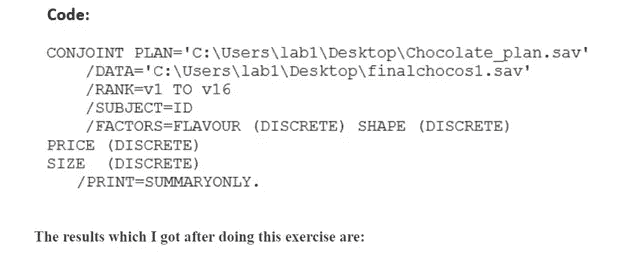 Code:
CONJOINT PLAN='C:\Users\lab1\Desktop\Chocolate_plan.sav'
/DATA='C:\Users\lab1\Desktop\finalchocos1.sav'
/RANK=v1 TO v16
/SUBJECT=ID
/FACTORS=FLAVOUR (DISCRETE) SHAPE (DISCRETE)
PRICE (DISCRETE)
SIZE (DISCRETE)
/PRINT=SUMMARYONLY.
The results which I got after doing this exercise are: